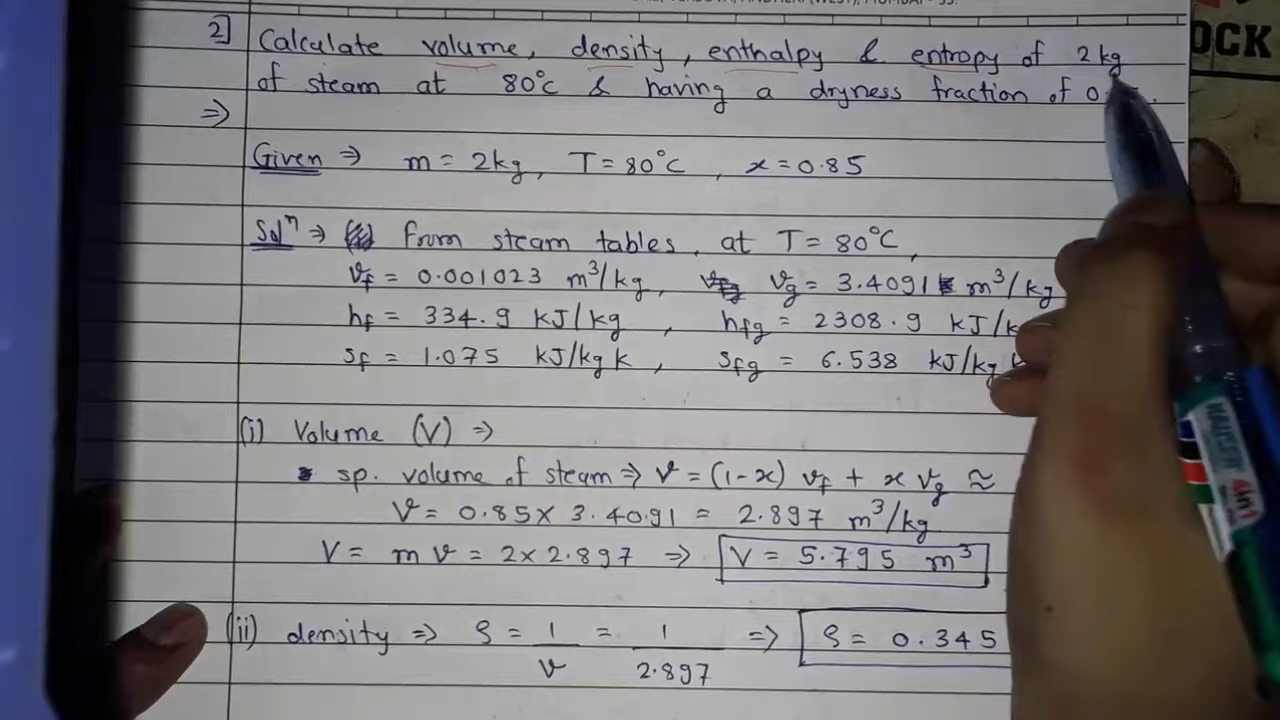 2] Calculate volume, density, enthalpy & entropy of 2 kg
of steam at 80°C & having a dryness fraction of 0
⇒
Given ⇒ m = 2kg, T = 80°C, x = 0.85
Solⁿ ⇒ from steam tables, at T = 80°C,
vf = 0.001023 m³/kg, vg = 3.4091 m³/kg
hf = 334.9 kJ/kg, hfg = 2308.9 kJ/k
sf = 1.075 kJ/kg k, sfg = 6.538 kJ/kg k
(i) Volume (V) ⇒
sp. volume of steam ⇒ v = (1-x) vf + x vg ≈
v = 0.85 × 3.4091 = 2.897 m³/kg
V = m v = 2 × 2.897 ⇒ V = 5.795 m³
(ii) density ⇒ ρ = 1/v = 1/2.897 ⇒ ρ = 0.345
OCK
HAUSER
4in1